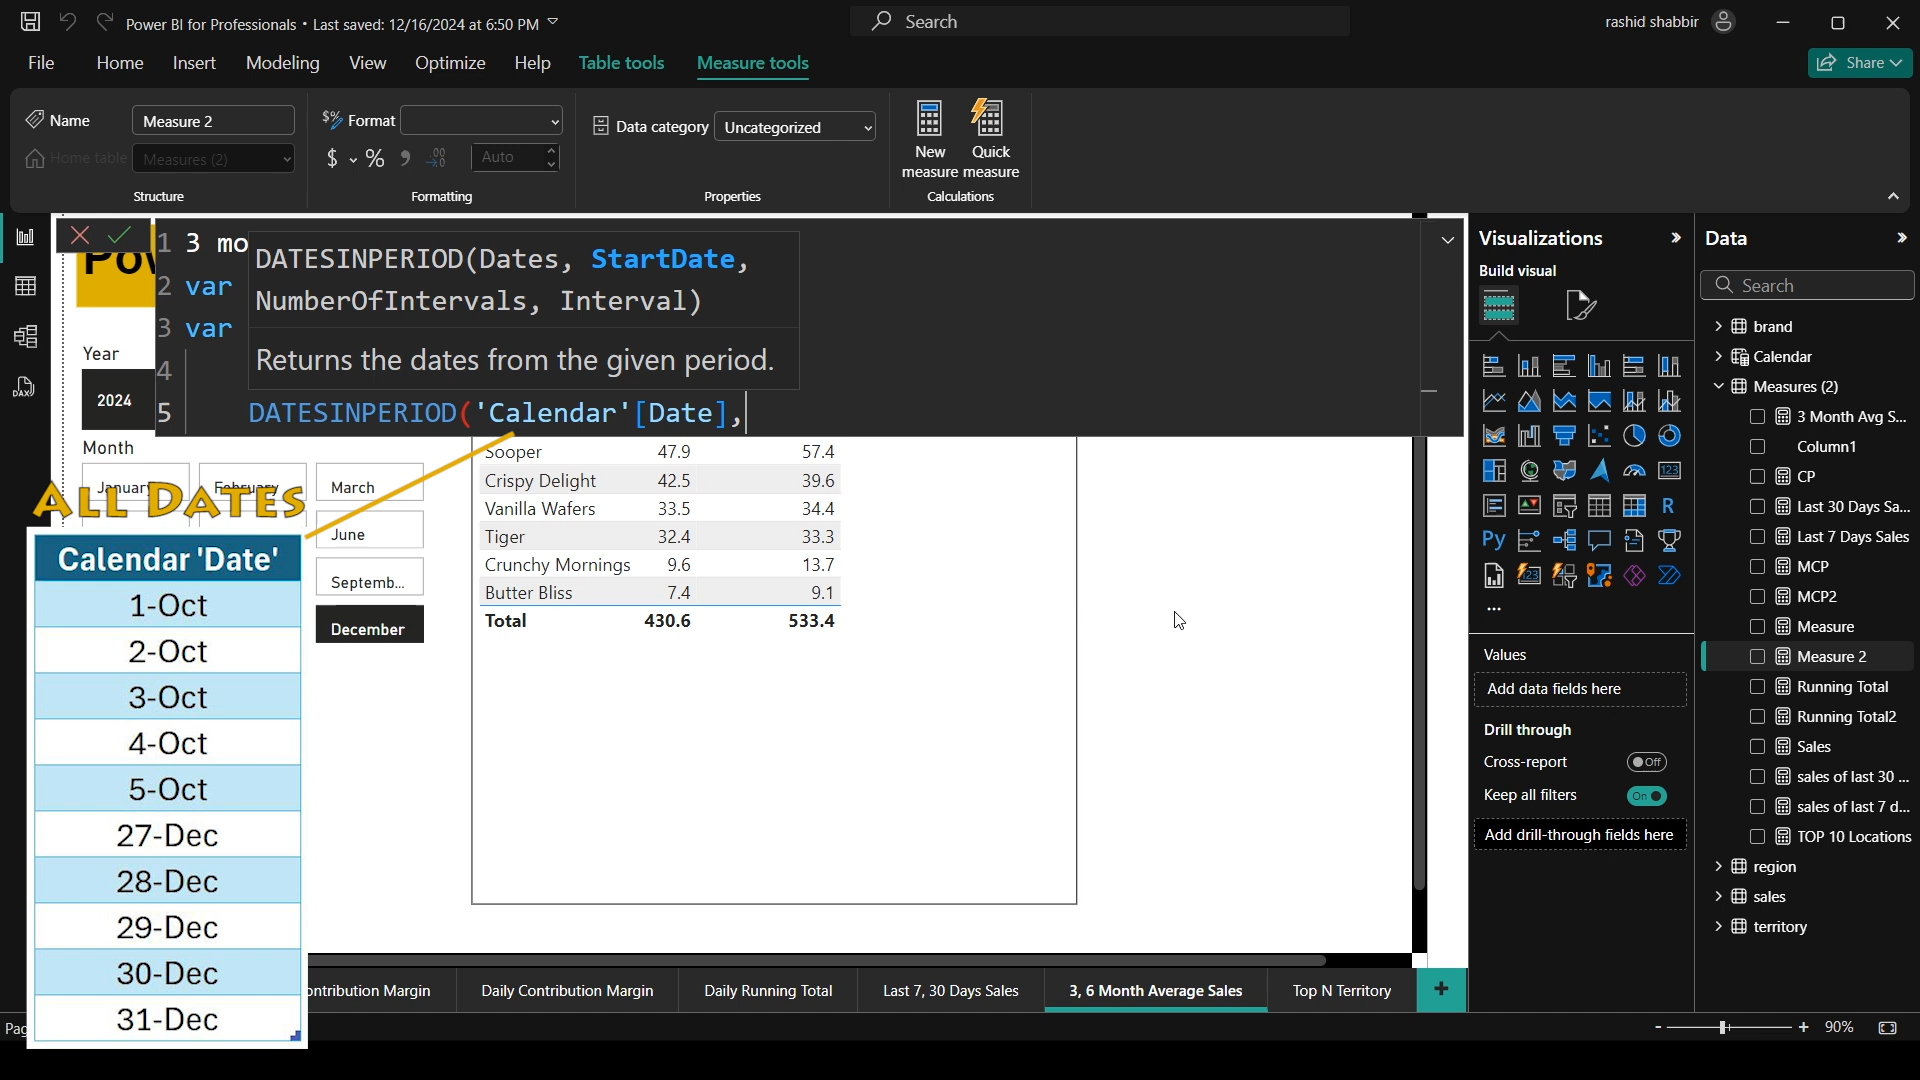 Power BI for Professionals • Last saved: 12/16/2024 at 6:50 PM
Search
rashid shabbir
File
Home
Insert
Modeling
View
Optimize
Help
Table tools
Measure tools
Share
Name
Measure 2
Home table
Measures (2)
Structure
Format
$
%
Auto
Formatting
Data category
Uncategorized
Properties
New measure
Quick measure
Calculations
1 3 mo
2 var
3 var
4
5 DATESINPERIOD('Calendar'[Date],
DATESINPERIOD(Dates, StartDate,
NumberOfIntervals, Interval)
Returns the dates from the given period.
Year
2024
Month
January
February
March
June
Septemb...
December
ALL DATES
Calendar 'Date'
1-Oct
2-Oct
3-Oct
4-Oct
5-Oct
27-Dec
28-Dec
29-Dec
30-Dec
31-Dec
Sooper 47.9 57.4
Crispy Delight 42.5 39.6
Vanilla Wafers 33.5 34.4
Tiger 32.4 33.3
Crunchy Mornings 9.6 13.7
Butter Bliss 7.4 9.1
Total 430.6 533.4
Visualizations
Build visual
R
Py
123
Values
Add data fields here
Drill through
Cross-report
Off
Keep all filters
On
Add drill-through fields here
Data
Search
brand
Calendar
Measures (2)
3 Month Avg S...
Column1
CP
Last 30 Days Sa...
Last 7 Days Sales
MCP
MCP2
Measure
Measure 2
Running Total
Running Total2
Sales
sales of last 30 ...
sales of last 7 d...
TOP 10 Locations
region
sales
territory
ontribution Margin
Daily Contribution Margin
Daily Running Total
Last 7, 30 Days Sales
3, 6 Month Average Sales
Top N Territory
+
Pag
- + 90%